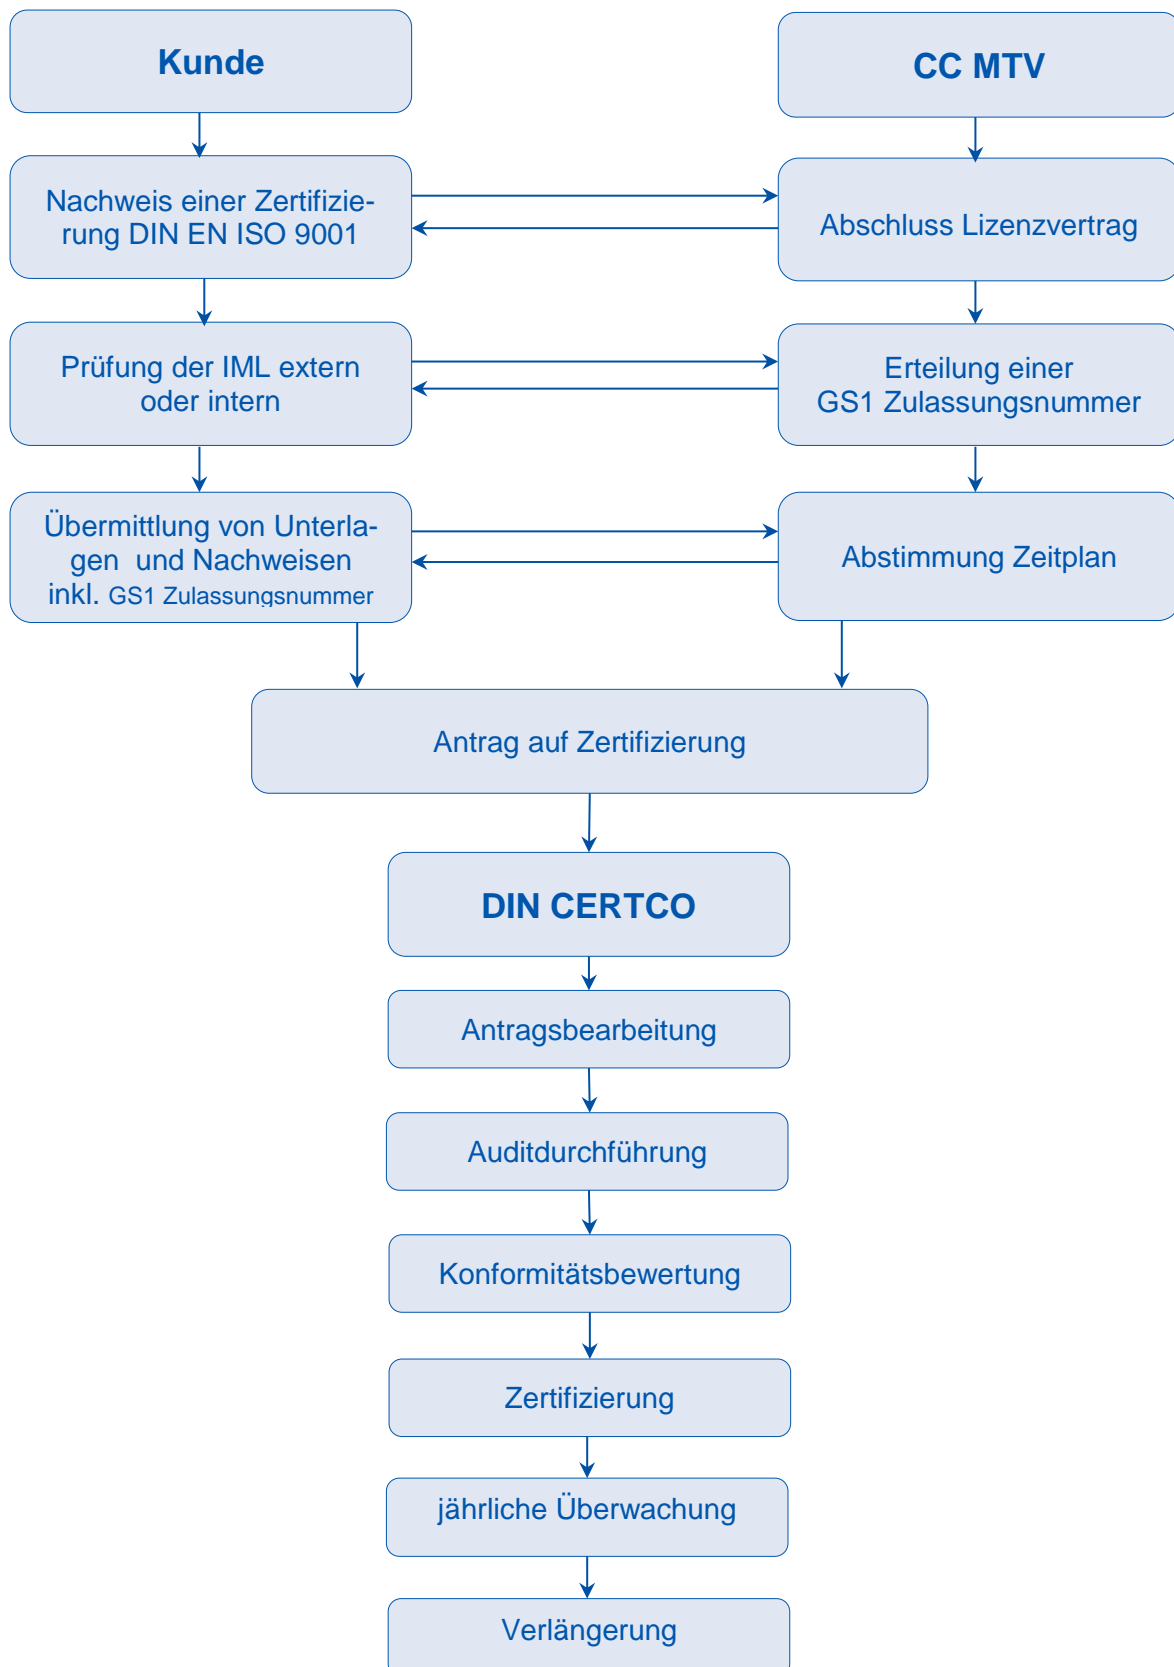 Kunde
CC MTV
Nachweis einer Zertifizie-
rung DIN EN ISO 9001
Abschluss Lizenzvertrag
Prüfung der IML extern
oder intern
Erteilung einer
GS1 Zulassungsnummer
Übermittlung von Unterla-
gen und Nachweisen
inkl. GS1 Zulassungsnummer
Abstimmung Zeitplan
Antrag auf Zertifizierung
DIN CERTCO
Antragsbearbeitung
Auditdurchführung
Konformitätsbewertung
Zertifizierung
jährliche Überwachung
Verlängerung